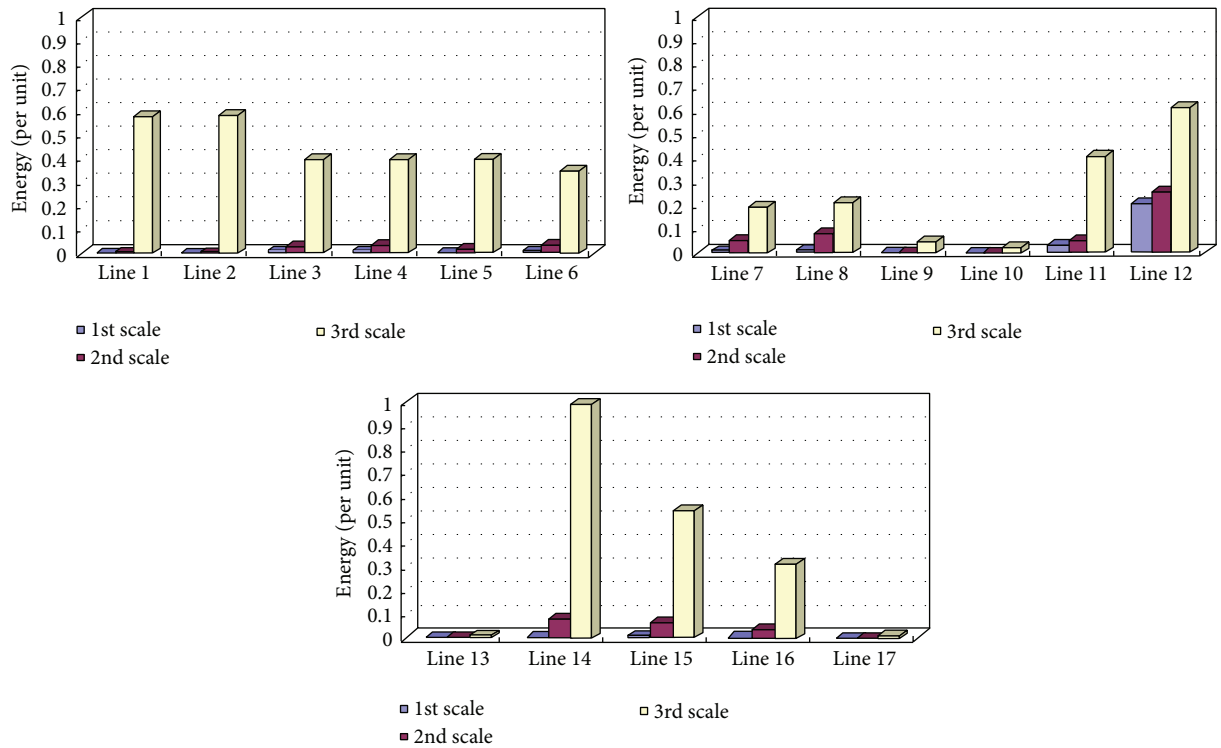 Energy (per unit)
1
0.9
0.8
0.7
0.6
0.5
0.4
0.3
0.2
0.1
0
Line 1 Line 2 Line 3 Line 4 Line 5 Line 6
1st scale
2nd scale
3rd scale
Energy (per unit)
1
0.9
0.8
0.7
0.6
0.5
0.4
0.3
0.2
0.1
0
Line 7 Line 8 Line 9 Line 10 Line 11 Line 12
1st scale
2nd scale
3rd scale
Energy (per unit)
1
0.9
0.8
0.7
0.6
0.5
0.4
0.3
0.2
0.1
0
Line 13 Line 14 Line 15 Line 16 Line 17
1st scale
2nd scale
3rd scale